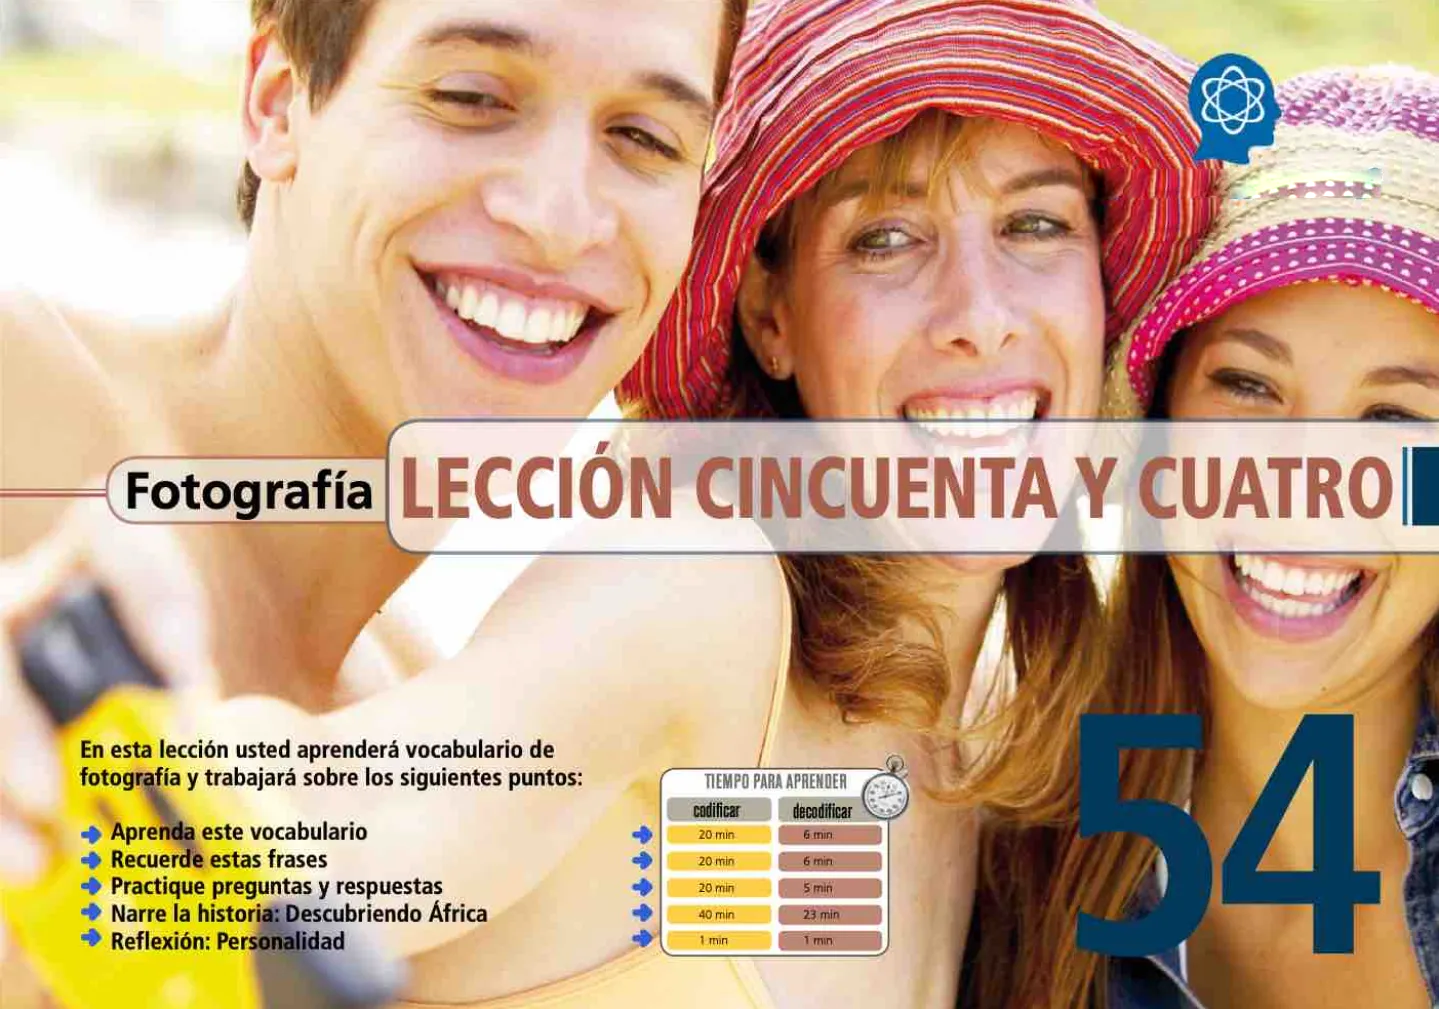 Fotografía
LECCIÓN CINCUENTA Y CUATRO
En esta lección usted aprenderá vocabulario de
fotografía y trabajará sobre los siguientes puntos:
Aprenda este vocabulario
Recuerde estas frases
Practique preguntas y respuestas
Narre la historia: Descubriendo África
Reflexión: Personalidad
TIEMPO PARA APRENDER
codificar decodificar
20 min 6 min
20 min 6 min
20 min 5 min
40 min 23 min
1 min 1 min
54